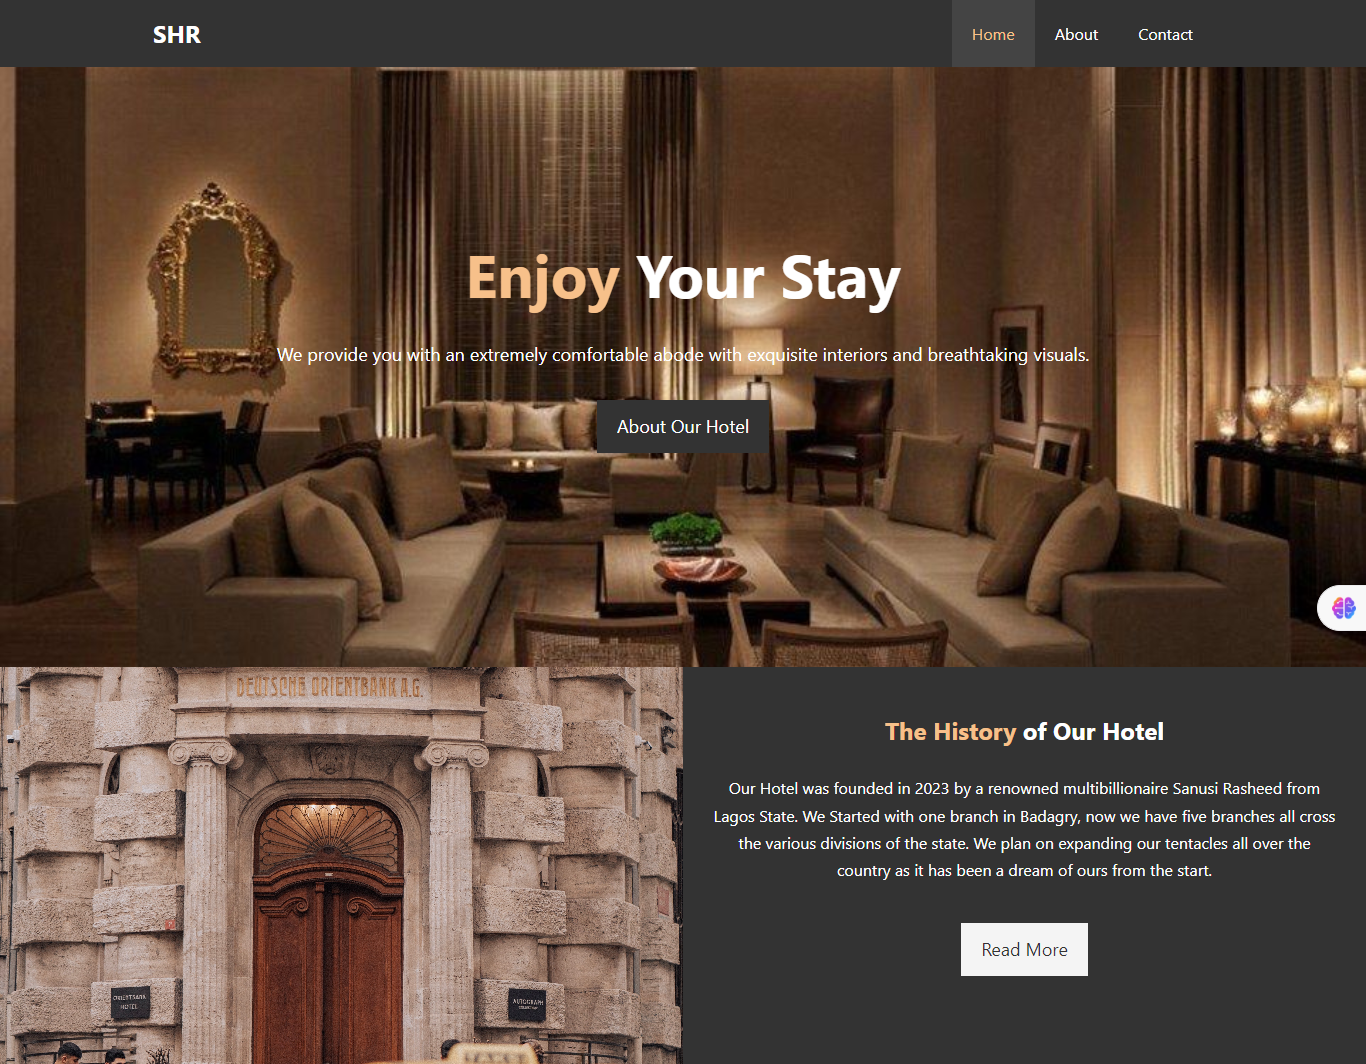 SHR
Home
About
Contact
Enjoy Your Stay
We provide you with an extremely comfortable abode with exquisite interiors and breathtaking visuals.
About Our Hotel
DEUTSCHE ORIENTBANK A.G.
The History of Our Hotel
Our Hotel was founded in 2023 by a renowned multibillionaire Sanusi Rasheed from
Lagos State. We Started with one branch in Badagry, now we have five branches all cross
the various divisions of the state. We plan on expanding our tentacles all over the
country as it has been a dream of ours from the start.
Read More
ORIENTBANK
HOTEL
AUTOGRAPH